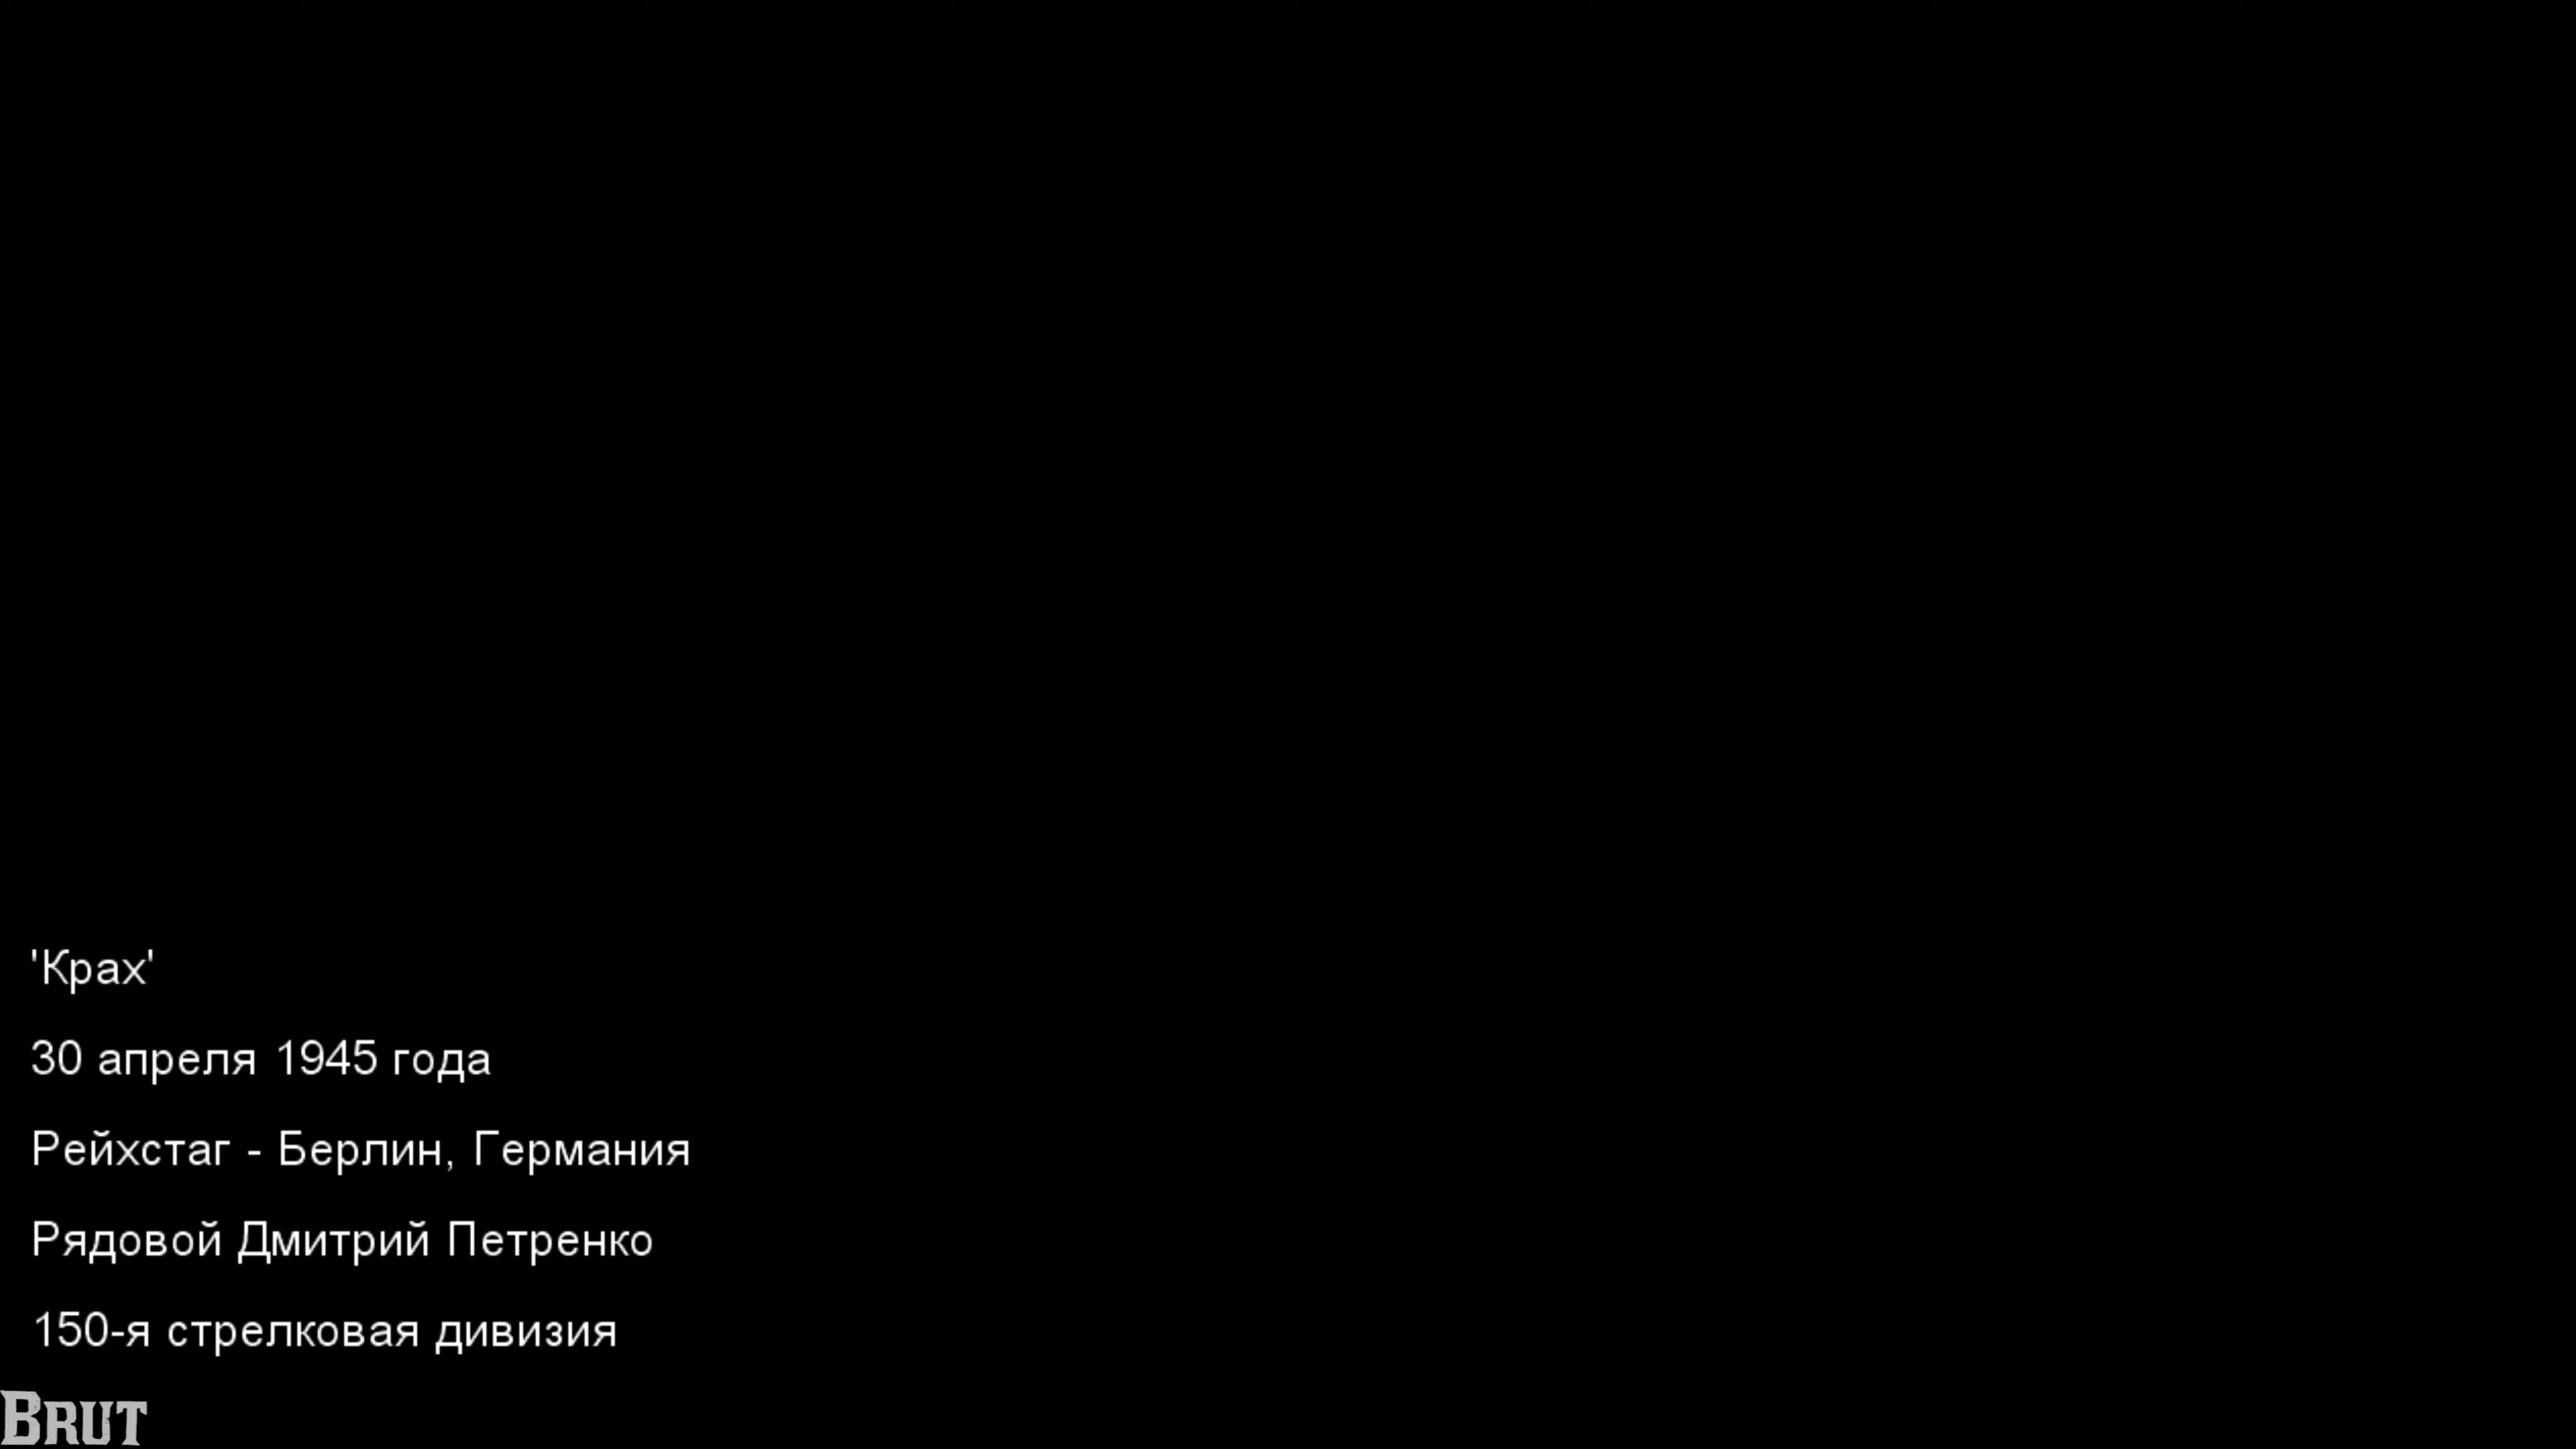 'Крах'
30 апреля 1945 года
Рейхстаг - Берлин, Германия
Рядовой Дмитрий Петренко
150-я стрелковая дивизия
BRUT